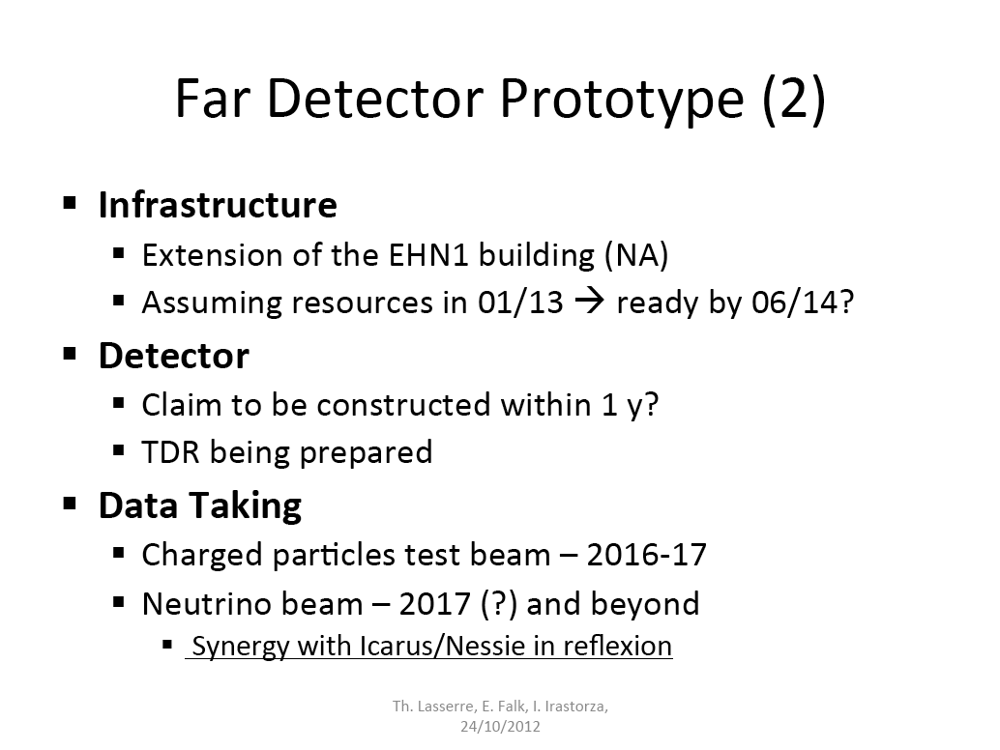 Far Detector Prototype (2)
▪ Infrastructure
▪ Extension of the EHN1 building (NA)
▪ Assuming resources in 01/13 → ready by 06/14?
▪ Detector
▪ Claim to be constructed within 1 y?
▪ TDR being prepared
▪ Data Taking
▪ Charged particles test beam – 2016-17
▪ Neutrino beam – 2017 (?) and beyond
▪ Synergy with Icarus/Nessie in reflexion
Th. Lasserre, E. Falk, I. Irastorza,
24/10/2012